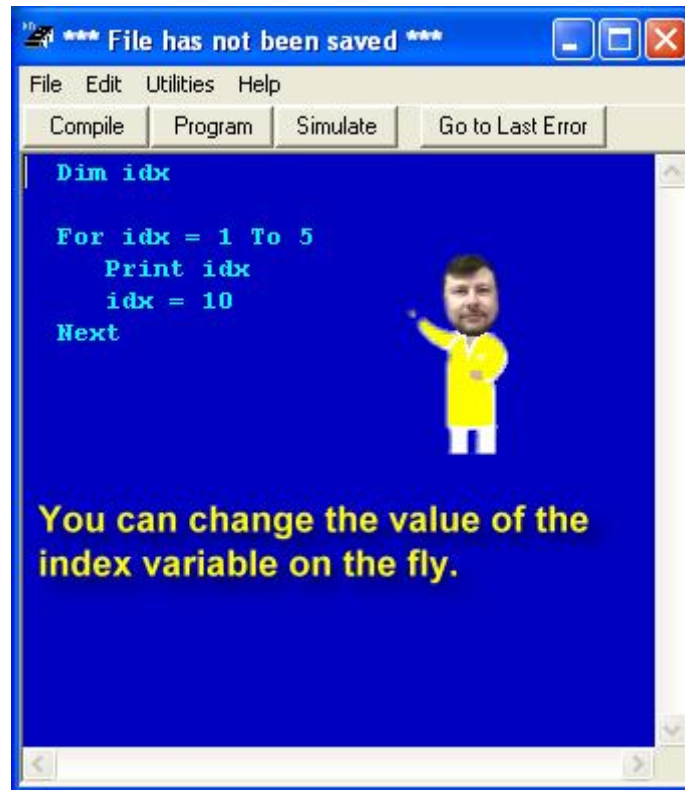 *** File has not been saved ***
File Edit Utilities Help
Compile Program Simulate Go to Last Error
Dim idx
For idx = 1 To 5
Print idx
idx = 10
Next
You can change the value of the
index variable on the fly.